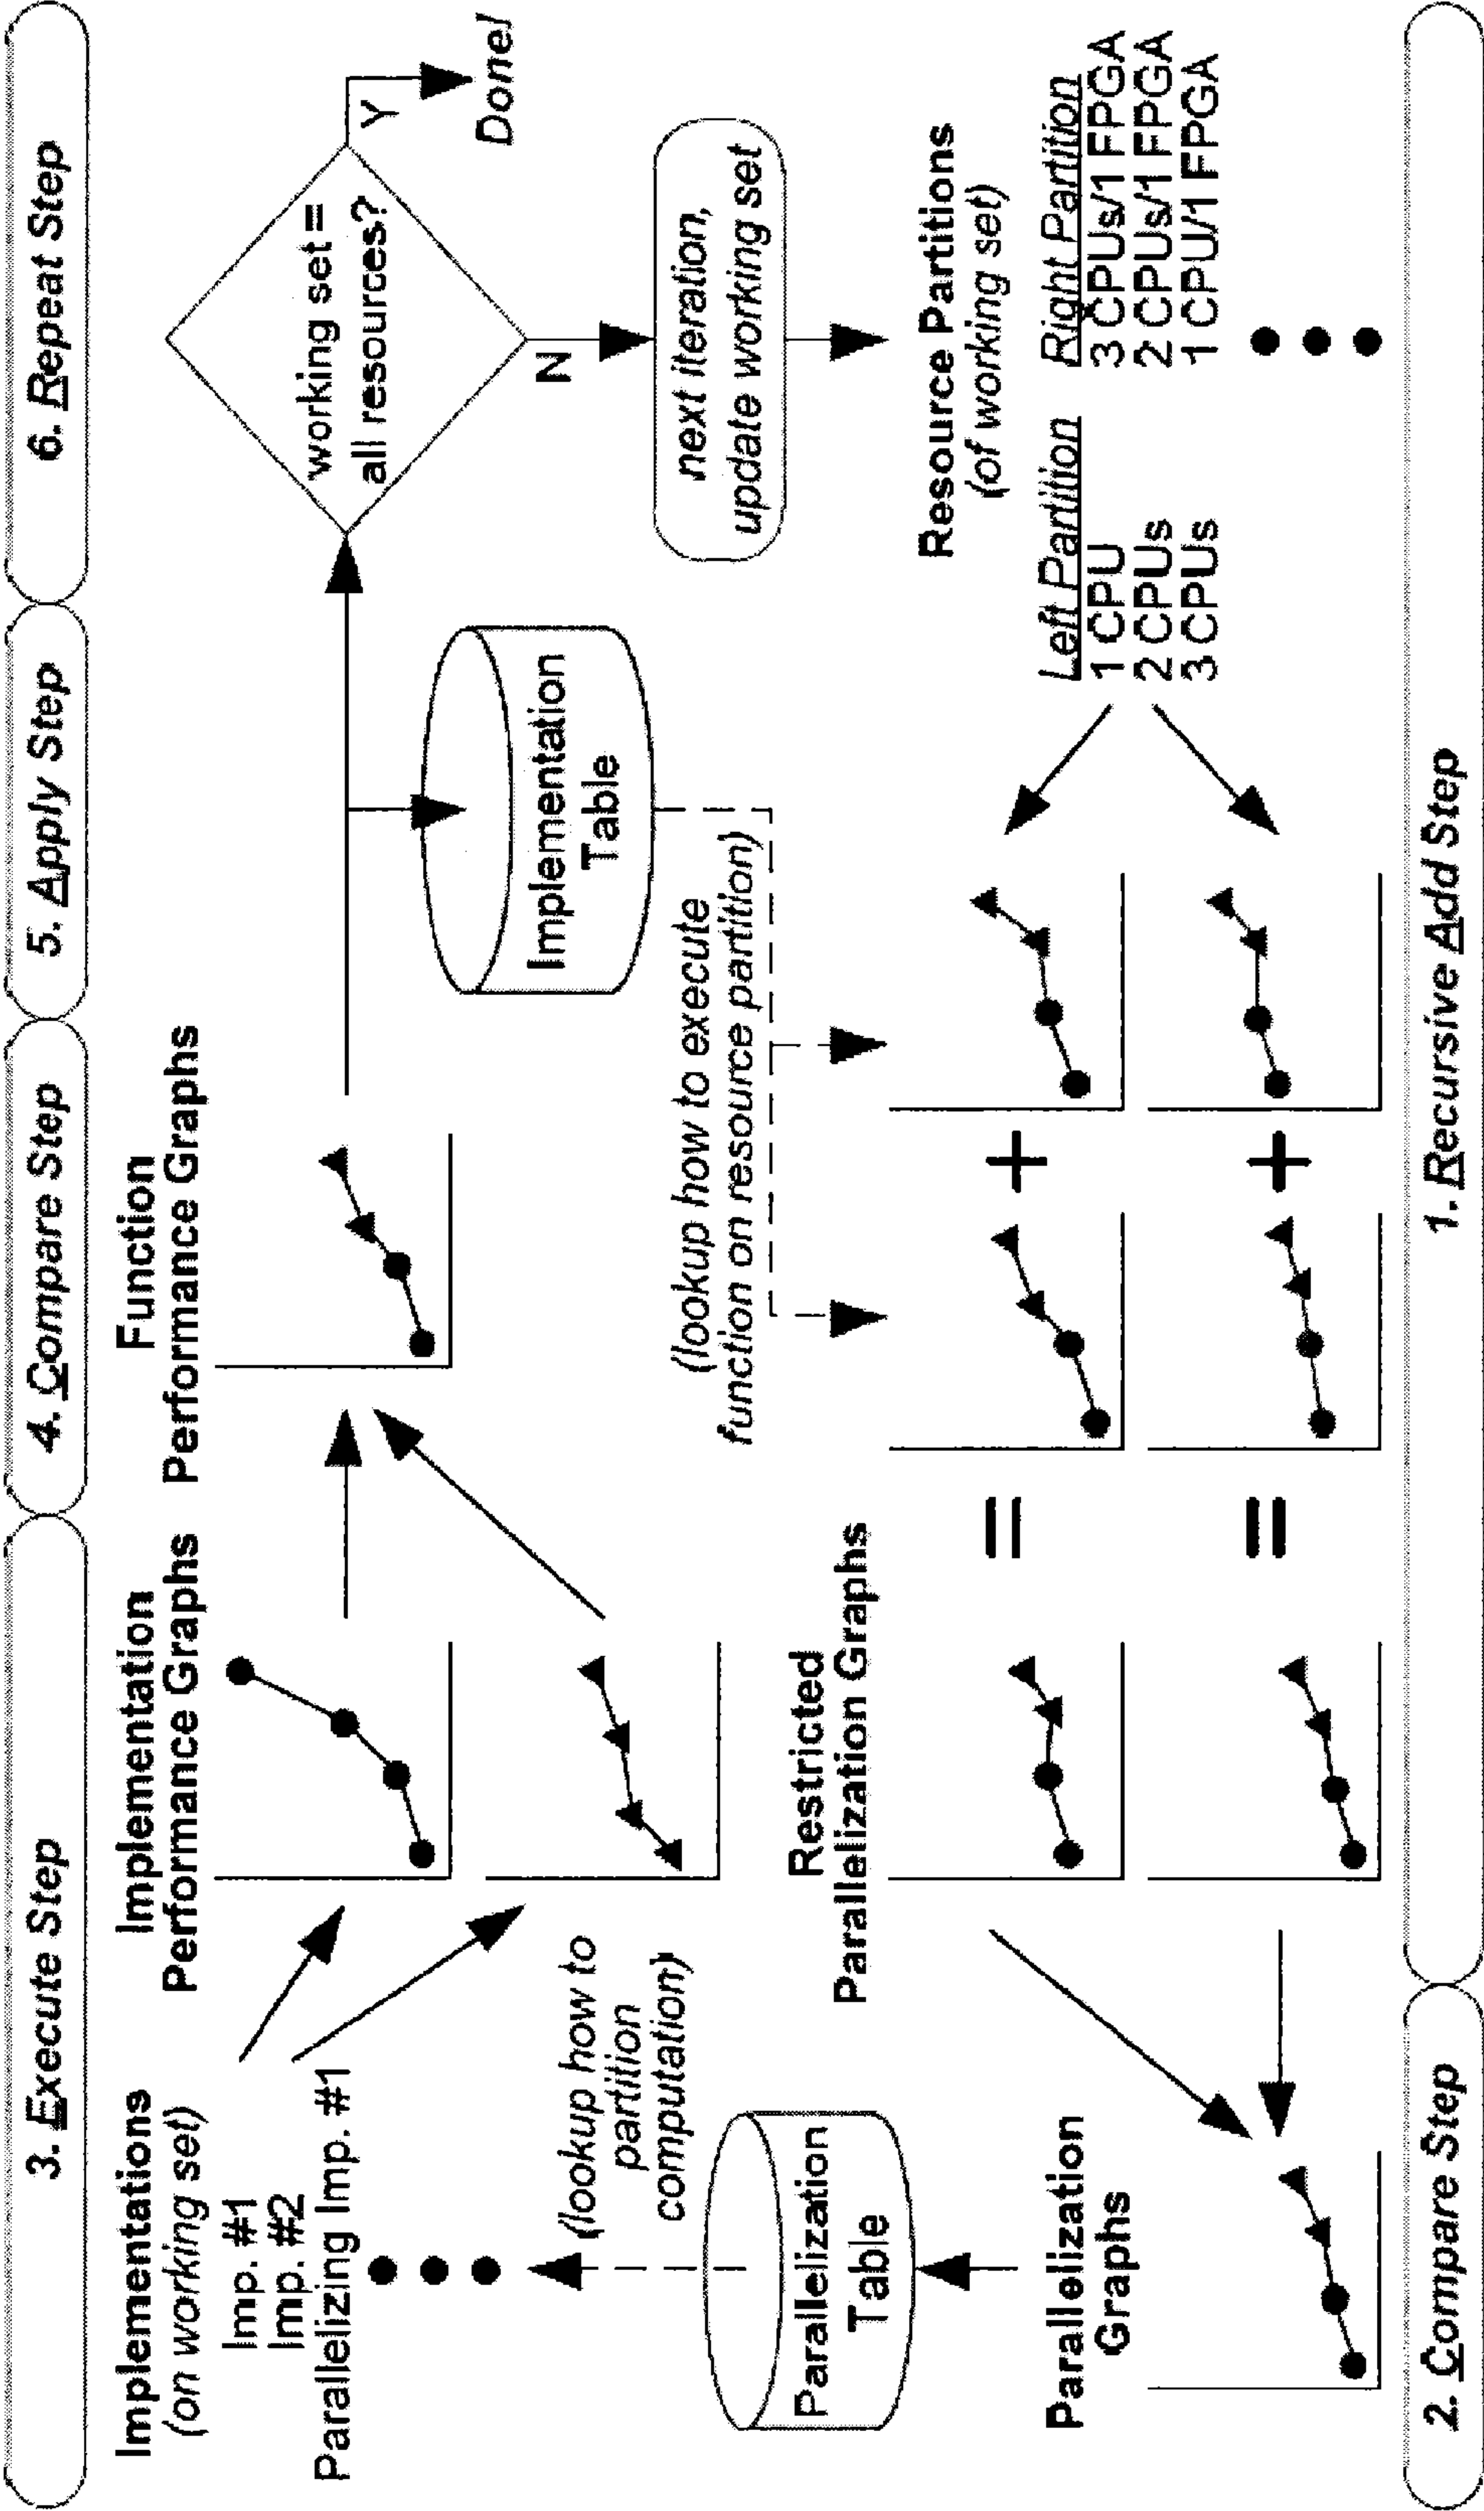 3. Execute Step
4. Compare Step
5. Apply Step
6. Repeat Step
Implementations
(on working set)
Imp. #1
Imp. #2
Parallelizing Imp. #1
Implementation
Performance Graphs
Function
Performance Graphs
working set =
all resources?
Y
Done!
N
Implementation
Table
next iteration,
update working set
(lookup how to
partition
computation)
(lookup how to execute
function on resource partition)
Parallelization
Table
Restricted
Parallelization Graphs
Resource Partitions
(of working set)
Left Partition
1 CPU
2 CPUs
3 CPUs
Right Partition
3 CPUs/1 FPGA
2 CPUs/1 FPGA
1 CPU/1 FPGA
Parallelization
Graphs
=
+
=
+
2. Compare Step
1. Recursive Add Step